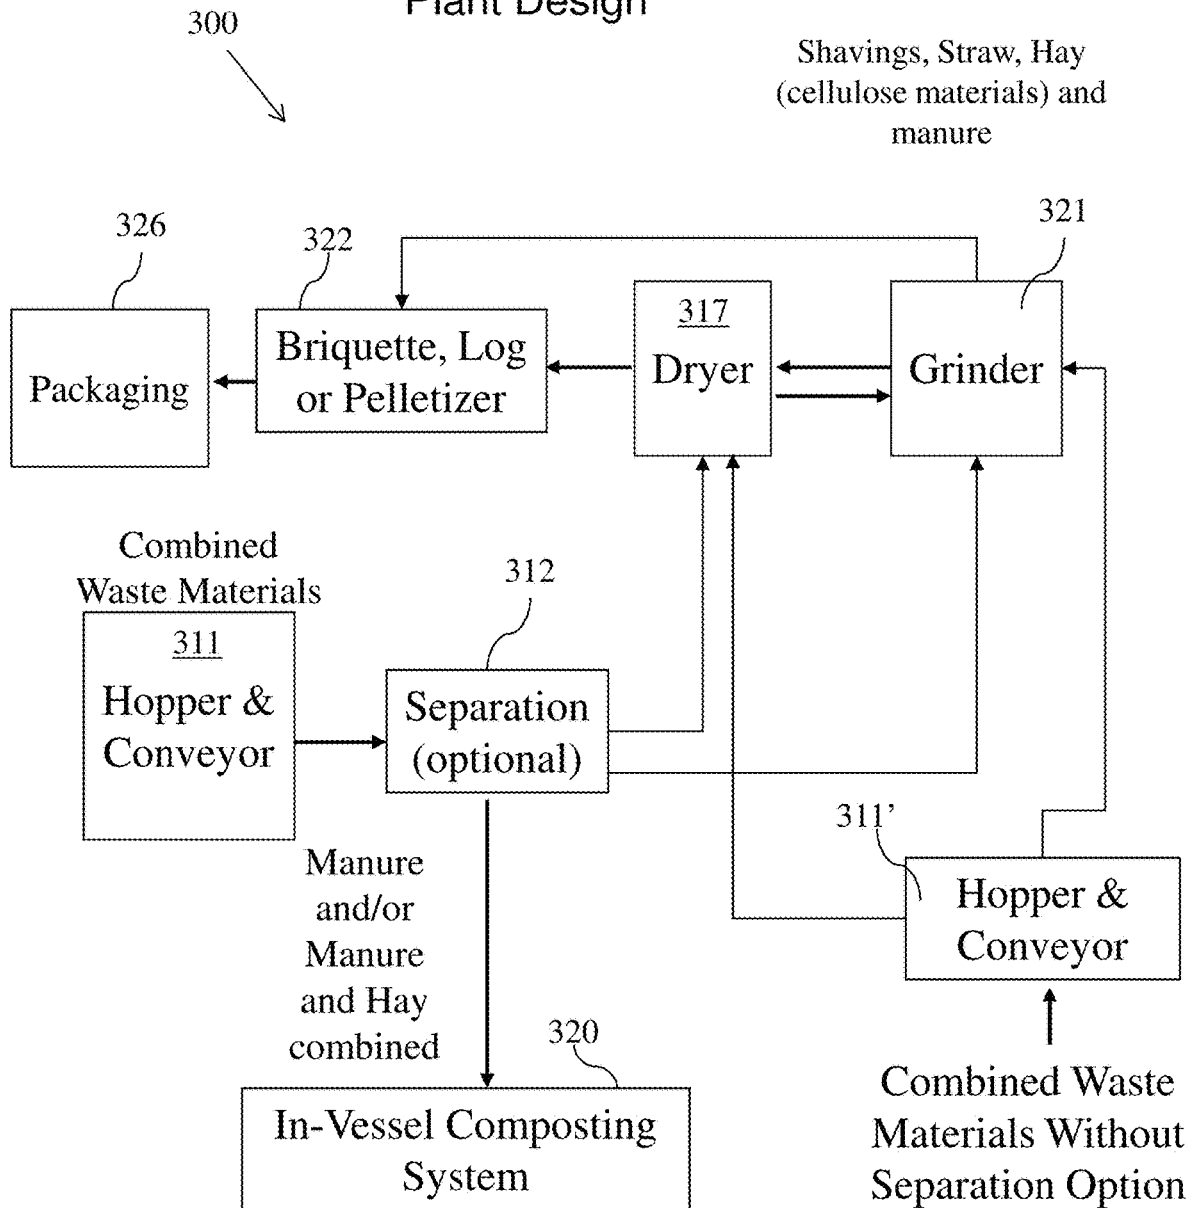 Plant Design
300
Shavings, Straw, Hay
(cellulose materials) and
manure
326
322
321
317
Packaging
Briquette, Log
or Pelletizer
Dryer
Grinder
Combined
Waste Materials
311
Hopper &
Conveyor
312
Separation
(optional)
Manure
and/or
Manure
and Hay
combined
311’
Hopper &
Conveyor
320
In-Vessel Composting
System
Combined Waste
Materials Without
Separation Option